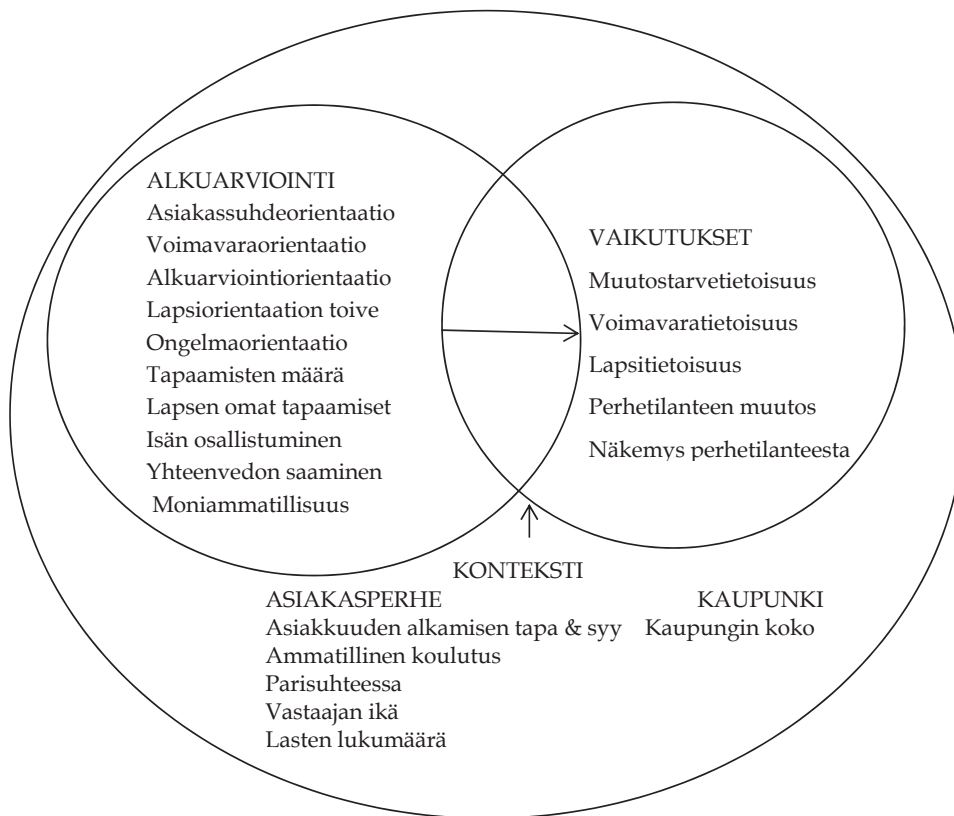 ALKUARVIOINTI
Asiakassuhdeorientaatio
Voimavaraorientaatio
Alkuarviointiorientaatio
Lapsiorientaation toive
Ongelmaorientaatio
Tapaamisten määrä
Lapsen omat tapaamiset
Isän osallistuminen
Yhteenvedon saaminen
Moniammatillisuus
VAIKUTUKSET
Muutostarvetietoisuus
Voimavaratietoisuus
Lapsitietoisuus
Perhetilanteen muutos
Näkemys perhetilanteesta
KONTEKSTI
ASIAKASPERHE
Asiakkuuden alkamisen tapa & syy
Ammatillinen koulutus
Parisuhteessa
Vastaajan ikä
Lasten lukumäärä
KAUPUNKI
Kaupungin koko